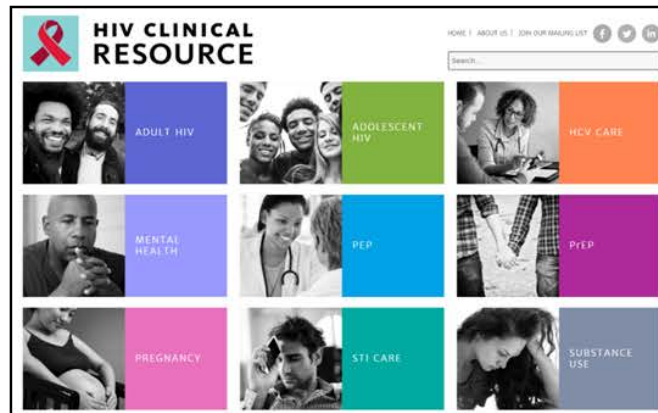 HIV CLINICAL
RESOURCE
HOME | ABOUT US | JOIN OUR MAILING LIST
Search...
ADULT HIV
ADOLESCENT
HIV
HCV CARE
MENTAL
HEALTH
PEP
PrEP
PREGNANCY
STI CARE
SUBSTANCE
USE